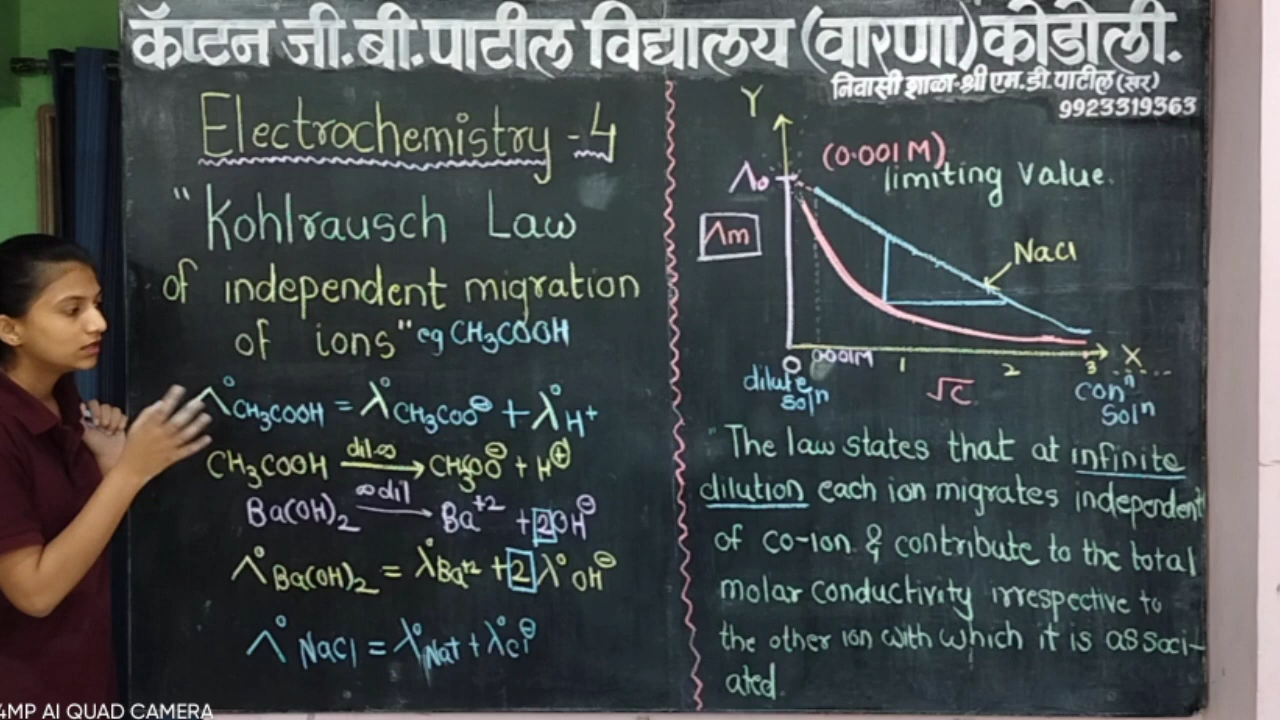 कॅप्टन जी.बी.पाटील विद्यालय (वारणा) कोडोली.
निवासी शाळा-श्री एम.डी.पाटील (सर)
9923319363
Electrochemistry - 4
"Kohlrausch Law
of independent migration
of ions" eg CH₃COOH
Λ° CH₃COOH = λ° CH₃COO⊖ + λ° H⁺
CH₃COOH dil ∞ → CH₃COO⊖ + H⊕
Ba(OH)₂ ∞ dil → Ba⁺² + 2OH⊖
Λ° Ba(OH)₂ = λ° Ba⁺² + 2 λ° OH⊖
Λ° NaCl = λ° Na⁺ + λ° Cl⊖
Y
(0.001 M)
Λ₀ limiting value.
Λm
NaCl
0 0.001M 1 2 3 X
dilute soln
√C
conⁿ soln
"The law states that at infinite
dilution each ion migrates independent
of co-ion & contribute to the total
molar conductivity irrespective to
the other ion with which it is associ-
ated.
4MP AI QUAD CAMERA